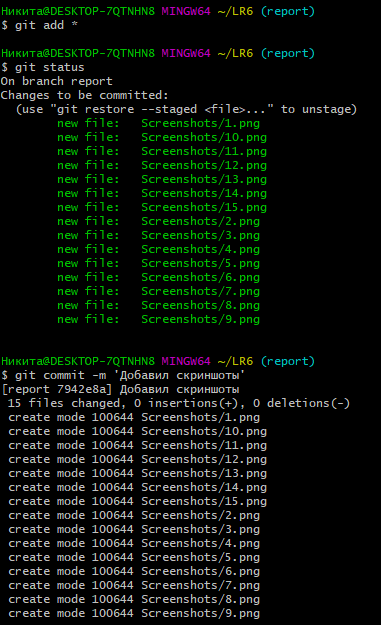 Никита@DESKTOP-7QTNHN8 MINGW64 ~/LR6 (report)
$ git add *
Никита@DESKTOP-7QTNHN8 MINGW64 ~/LR6 (report)
$ git status
On branch report
Changes to be committed:
  (use "git restore --staged <file>..." to unstage)
        new file:   Screenshots/1.png
        new file:   Screenshots/10.png
        new file:   Screenshots/11.png
        new file:   Screenshots/12.png
        new file:   Screenshots/13.png
        new file:   Screenshots/14.png
        new file:   Screenshots/15.png
        new file:   Screenshots/2.png
        new file:   Screenshots/3.png
        new file:   Screenshots/4.png
        new file:   Screenshots/5.png
        new file:   Screenshots/6.png
        new file:   Screenshots/7.png
        new file:   Screenshots/8.png
        new file:   Screenshots/9.png
Никита@DESKTOP-7QTNHN8 MINGW64 ~/LR6 (report)
$ git commit -m 'Добавил скриншоты'
[report 7942e8a] Добавил скриншоты
 15 files changed, 0 insertions(+), 0 deletions(-)
 create mode 100644 Screenshots/1.png
 create mode 100644 Screenshots/10.png
 create mode 100644 Screenshots/11.png
 create mode 100644 Screenshots/12.png
 create mode 100644 Screenshots/13.png
 create mode 100644 Screenshots/14.png
 create mode 100644 Screenshots/15.png
 create mode 100644 Screenshots/2.png
 create mode 100644 Screenshots/3.png
 create mode 100644 Screenshots/4.png
 create mode 100644 Screenshots/5.png
 create mode 100644 Screenshots/6.png
 create mode 100644 Screenshots/7.png
 create mode 100644 Screenshots/8.png
 create mode 100644 Screenshots/9.png